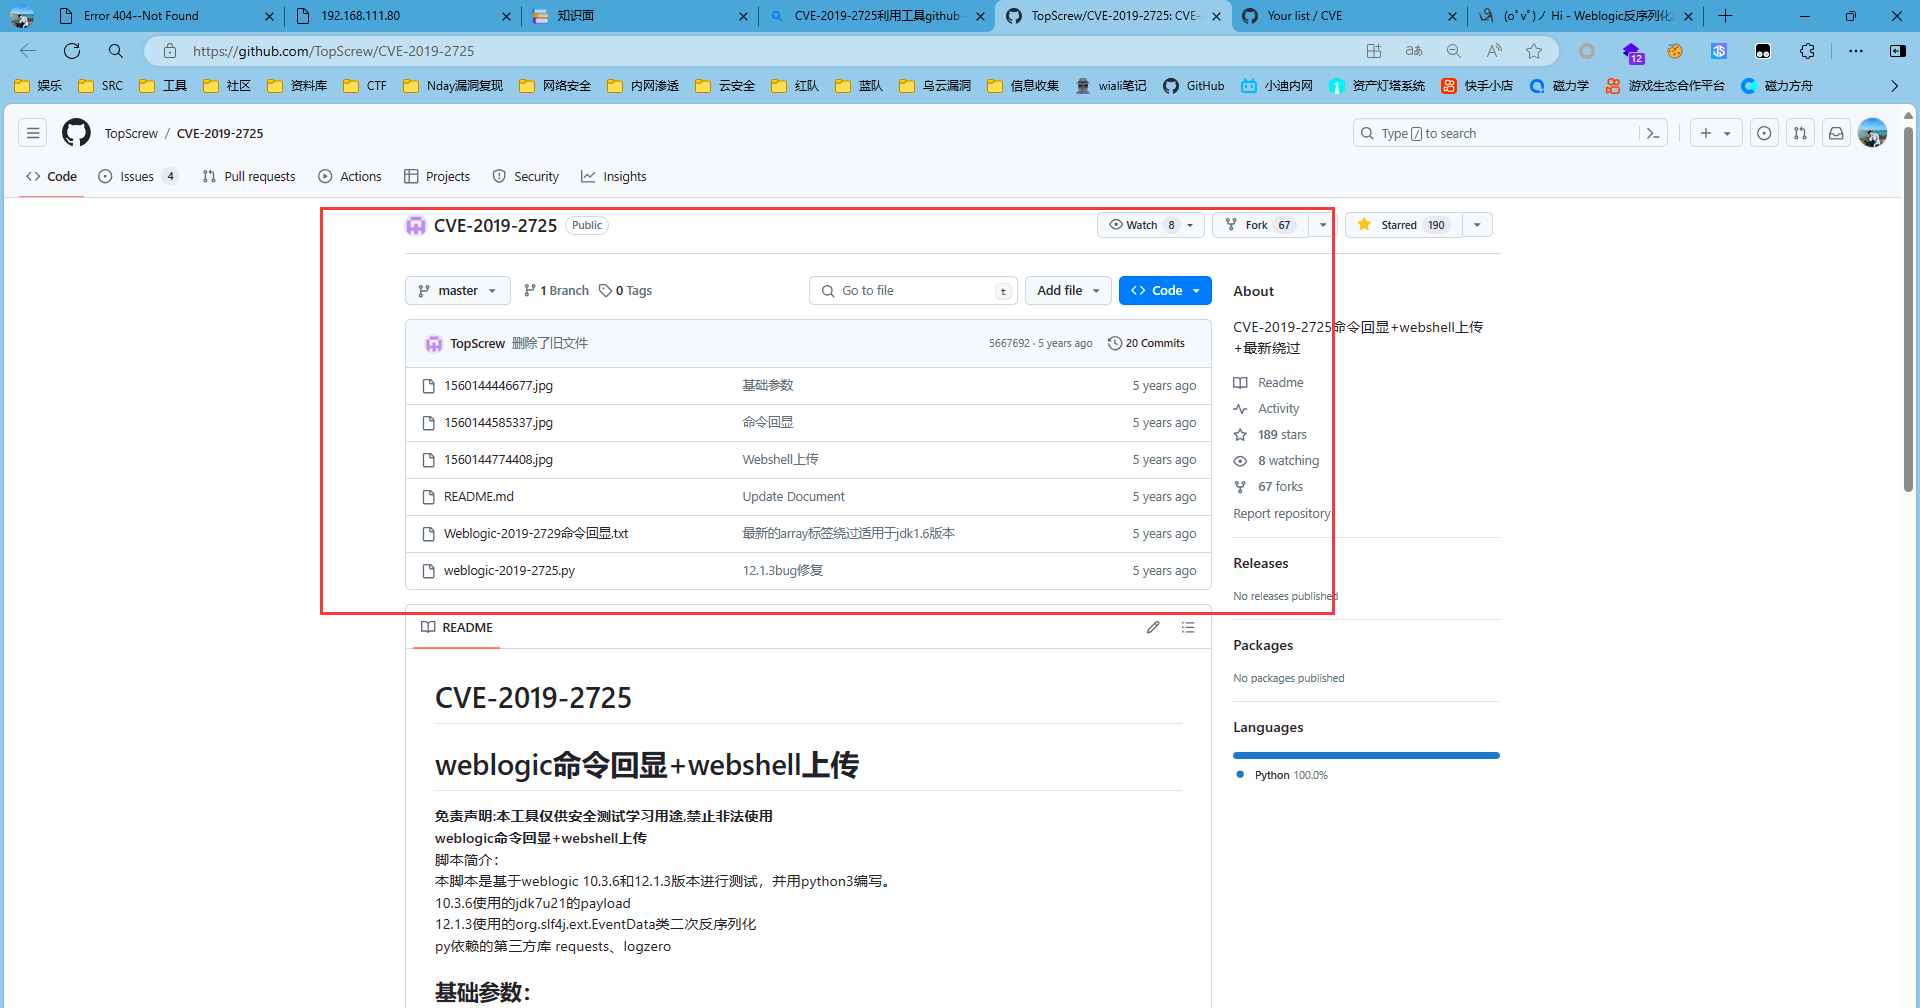 Error 404--Not Found
192.168.111.80
知识面
CVE-2019-2725利用工具github -
TopScrew/CVE-2019-2725: CVE-
Your list / CVE
(oﾟvﾟ)ノ Hi - Weblogic反序列化
https://github.com/TopScrew/CVE-2019-2725
12
娱乐 SRC 工具 社区 资料库 CTF Nday漏洞复现 网络安全 内网渗透 云安全 红队 蓝队 乌云漏洞 信息收集 wiali笔记 GitHub 小迪内网 资产灯塔系统 快手小店 磁力学 游戏生态合作平台 磁力方舟
TopScrew / CVE-2019-2725
Type / to search
Code Issues 4 Pull requests Actions Projects Security Insights
CVE-2019-2725 Public
Watch 8 Fork 67 Starred 190
master 1 Branch 0 Tags Go to file t Add file Code
TopScrew 删除了旧文件 5667692 · 5 years ago 20 Commits
1560144446677.jpg 基础参数 5 years ago
1560144585337.jpg 命令回显 5 years ago
1560144774408.jpg Webshell上传 5 years ago
README.md Update Document 5 years ago
Weblogic-2019-2729命令回显.txt 最新的array标签绕过适用于jdk1.6版本 5 years ago
weblogic-2019-2725.py 12.1.3bug修复 5 years ago
About
CVE-2019-2725命令回显+webshell上传
+最新绕过
Readme
Activity
189 stars
8 watching
67 forks
Report repository
Releases
No releases published
Packages
No packages published
Languages
Python 100.0%
README
CVE-2019-2725
weblogic命令回显+webshell上传
免责声明:本工具仅供安全测试学习用途,禁止非法使用
weblogic命令回显+webshell上传
脚本简介：
本脚本是基于weblogic 10.3.6和12.1.3版本进行测试，并用python3编写。
10.3.6使用的jdk7u21的payload
12.1.3使用的org.slf4j.ext.EventData类二次反序列化
py依赖的第三方库 requests、logzero
基础参数：